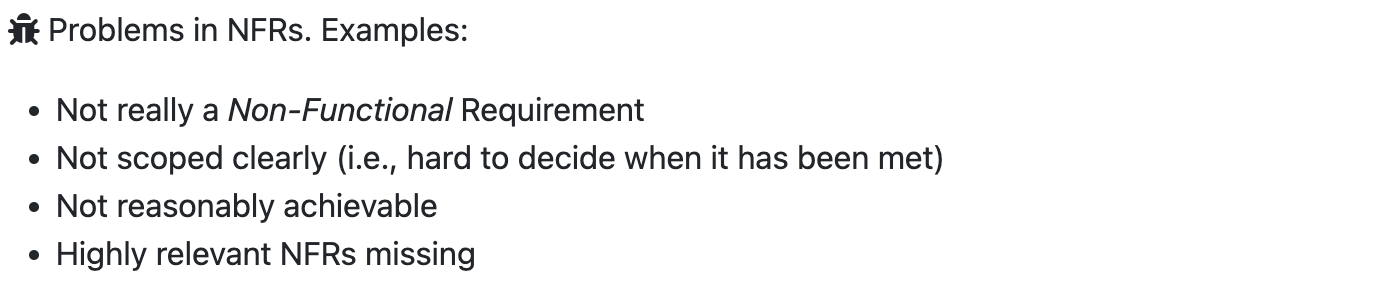 Problems in NFRs. Examples:
• Not really a Non-Functional Requirement
• Not scoped clearly (i.e., hard to decide when it has been met)
• Not reasonably achievable
• Highly relevant NFRs missing